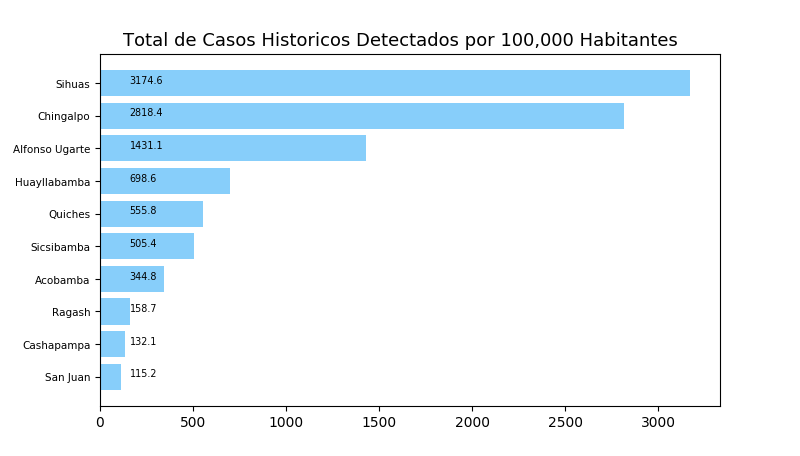 Total de Casos Historicos Detectados por 100,000 Habitantes
Sihuas 3174.6
Chingalpo 2818.4
Alfonso Ugarte 1431.1
Huayllabamba 698.6
Quiches 555.8
Sicsibamba 505.4
Acobamba 344.8
Ragash 158.7
Cashapampa 132.1
San Juan 115.2
0 500 1000 1500 2000 2500 3000